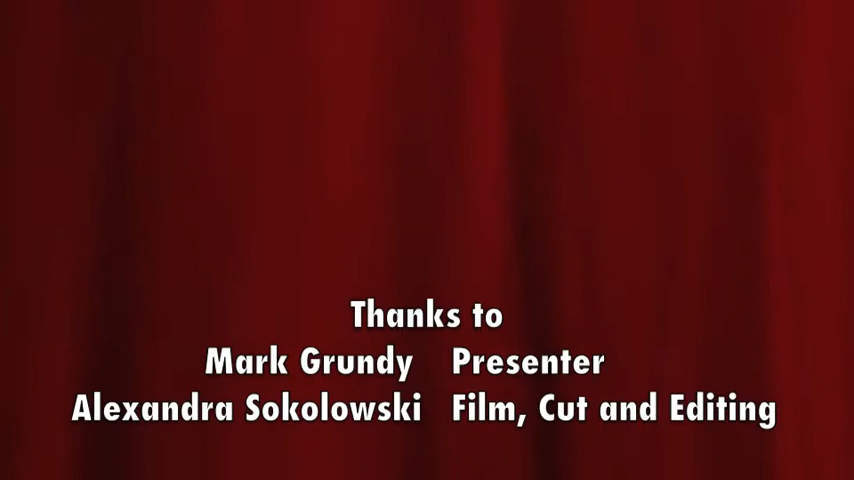 Thanks to
Mark Grundy Presenter
Alexandra Sokolowski Film, Cut and Editing